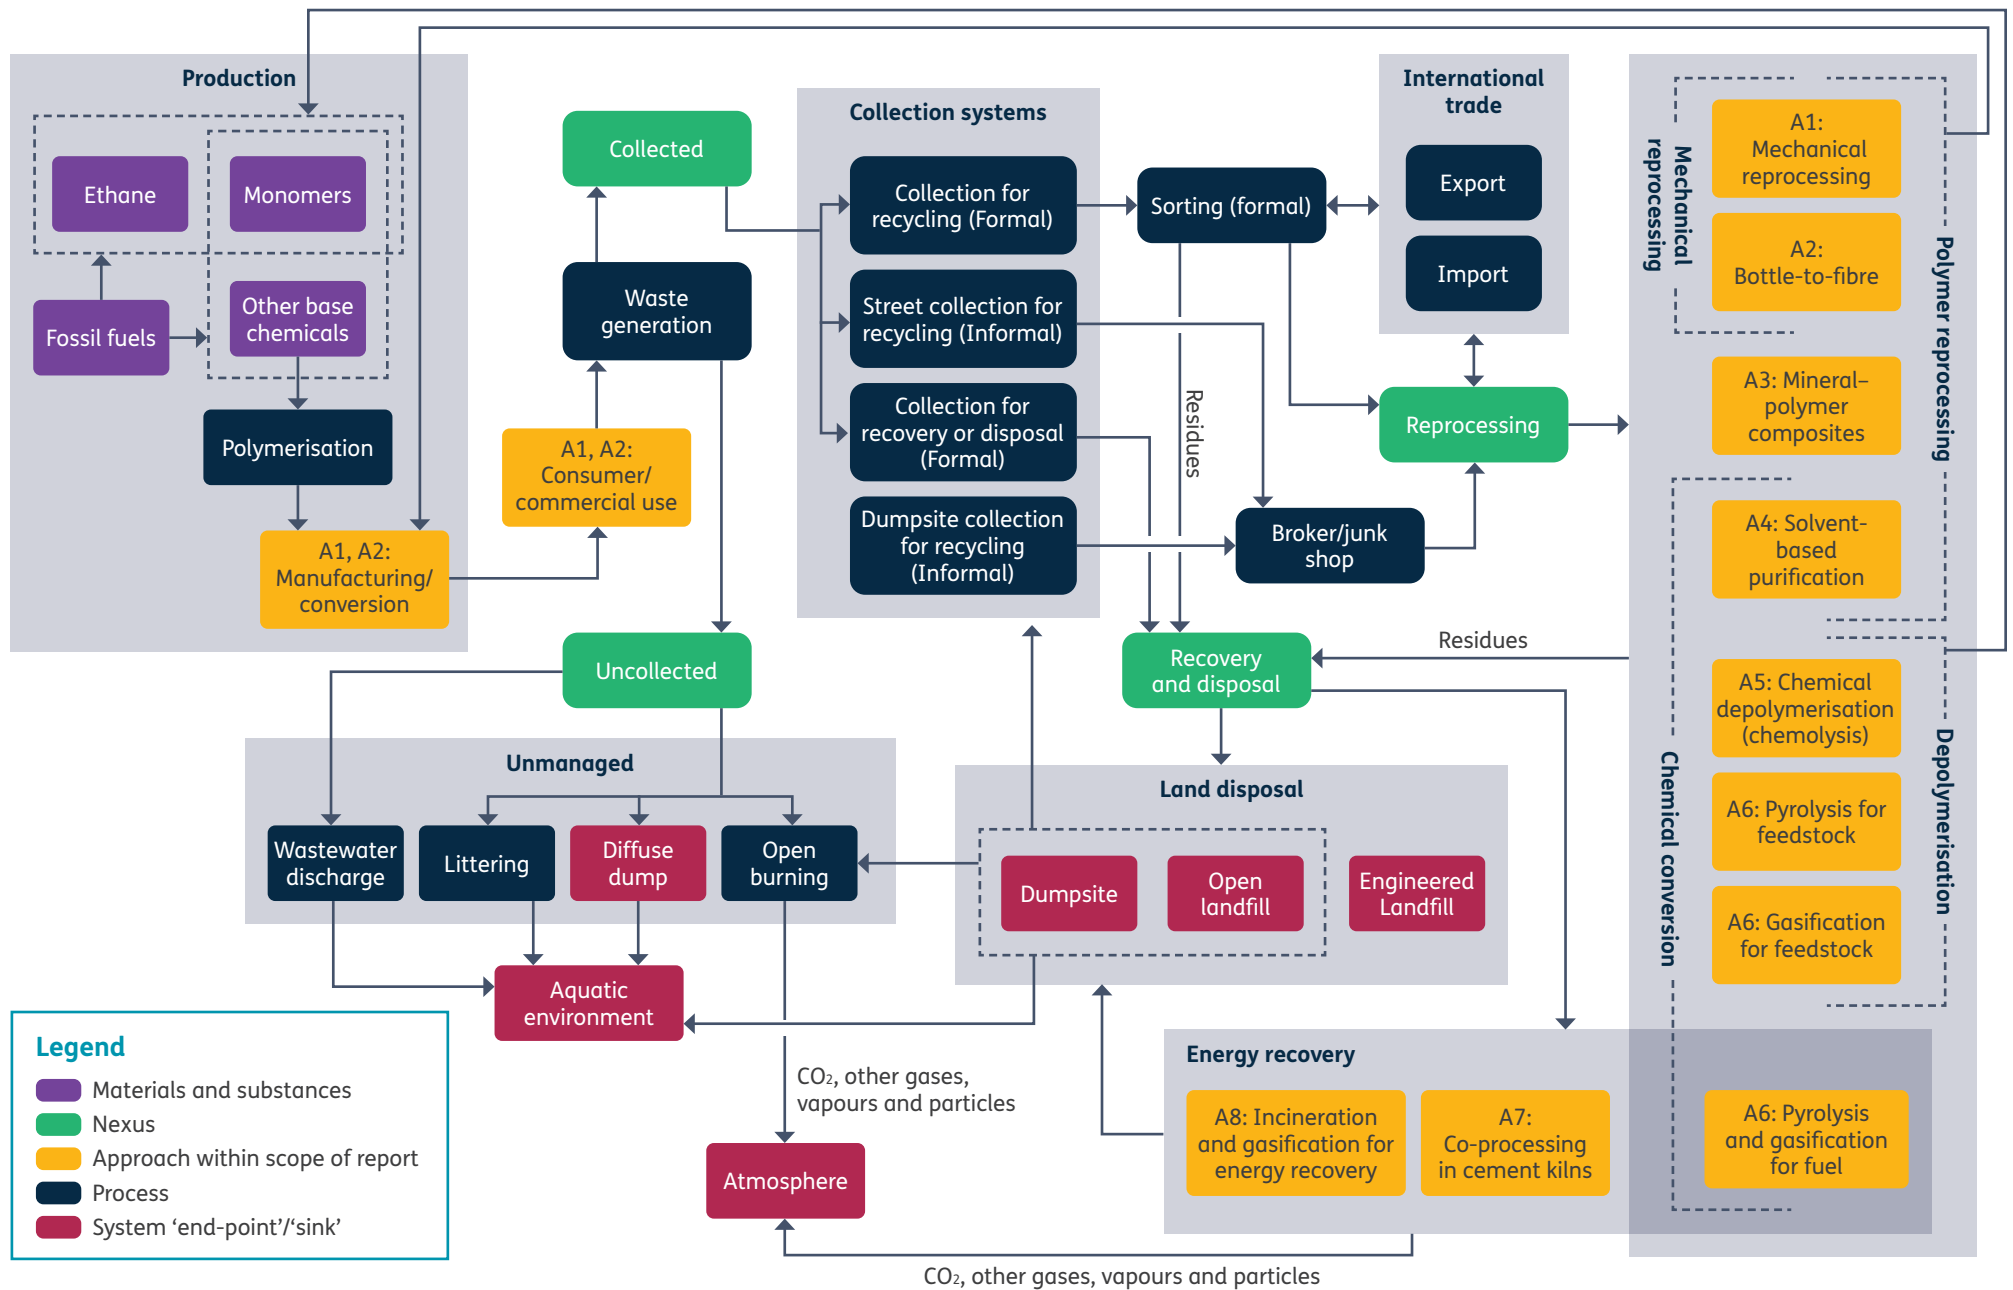 Production
Ethane
Monomers
Fossil fuels
Other base
chemicals
Polymerisation
A1, A2:
Manufacturing/
conversion
Collected
Waste
generation
A1, A2:
Consumer/
commercial use
Uncollected
Collection systems
Collection for
recycling (Formal)
Street collection for
recycling (Informal)
Collection for
recovery or disposal
(Formal)
Dumpsite collection
for recycling
(Informal)
Sorting (formal)
Residues
Broker/junk
shop
International
trade
Export
Import
Reprocessing
Recovery
and disposal
Residues
Mechanical
reprocessing
Polymer reprocessing
A1:
Mechanical
reprocessing
A2:
Bottle-to-fibre
A3: Mineral–
polymer
composites
A4: Solvent-
based
purification
Chemical conversion
Depolymerisation
A5: Chemical
depolymerisation
(chemolysis)
A6: Pyrolysis for
feedstock
A6: Gasification
for feedstock
Unmanaged
Wastewater
discharge
Littering
Diffuse
dump
Open
burning
Aquatic
environment
Land disposal
Dumpsite
Open
landfill
Engineered
Landfill
Energy recovery
A8: Incineration
and gasification for
energy recovery
A7:
Co-processing
in cement kilns
A6: Pyrolysis
and gasification
for fuel
CO₂, other gases,
vapours and particles
Atmosphere
CO₂, other gases, vapours and particles
Legend
Materials and substances
Nexus
Approach within scope of report
Process
System ‘end-point’/‘sink’